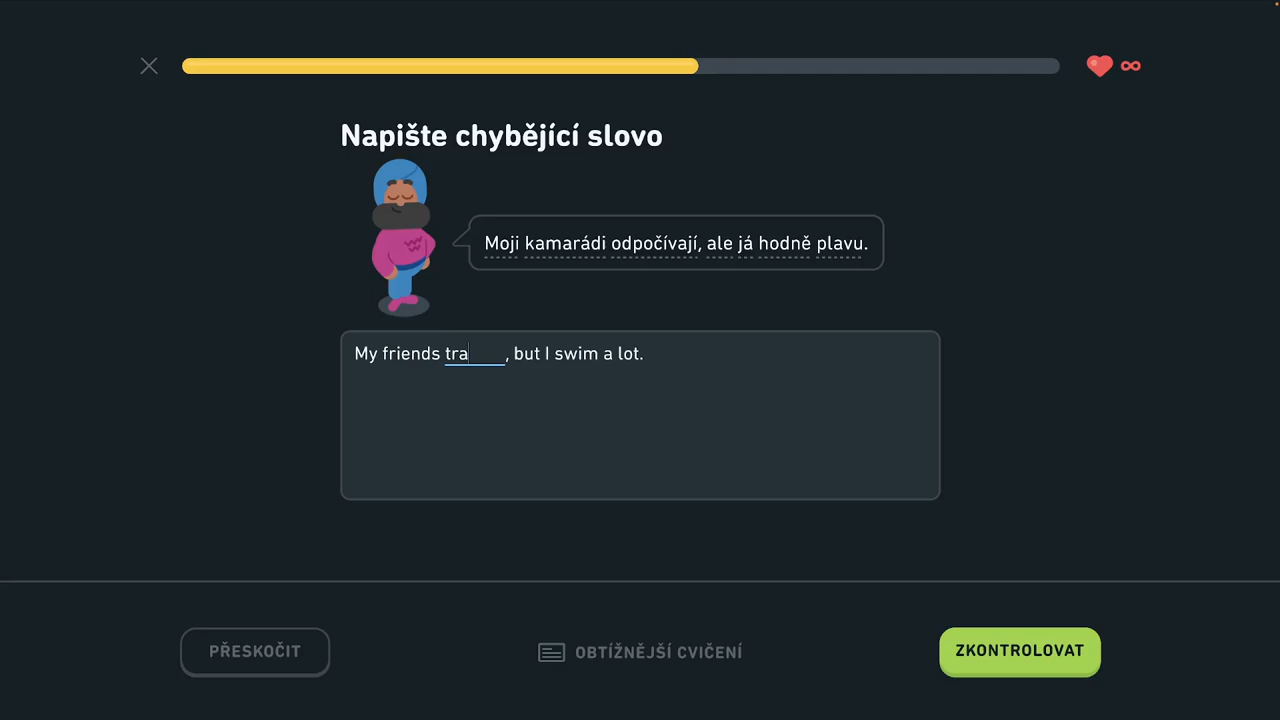 ∞
Napište chybějící slovo
Moji kamarádi odpočívají, ale já hodně plavu.
My friends tra____, but I swim a lot.
PŘESKOČIT
OBTÍŽNĚJŠÍ CVIČENÍ
ZKONTROLOVAT